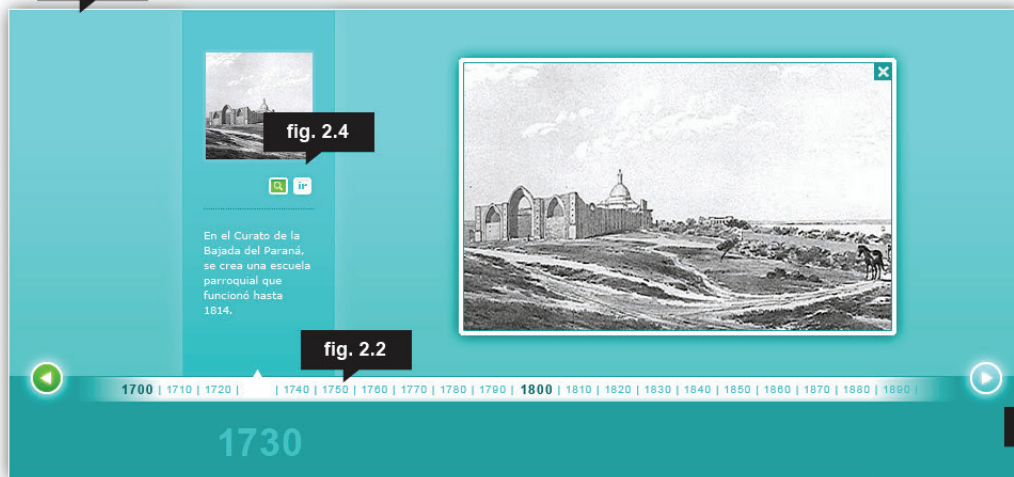 fig. 2.4
ir
En el Curato de la
Bajada del Paraná,
se crea una escuela
parroquial que
funcionó hasta
1814.
fig. 2.2
1700 | 1710 | 1720 | | 1740 | 1750 | 1760 | 1770 | 1780 | 1790 | 1800 | 1810 | 1820 | 1830 | 1840 | 1850 | 1860 | 1870 | 1880 | 1890 |
1730